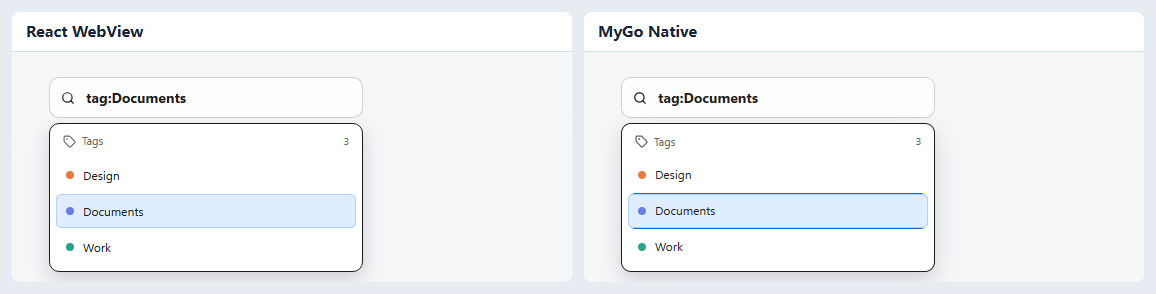 React WebView
tag:Documents
Tags 3
Design
Documents
Work
MyGo Native
tag:Documents
Tags 3
Design
Documents
Work